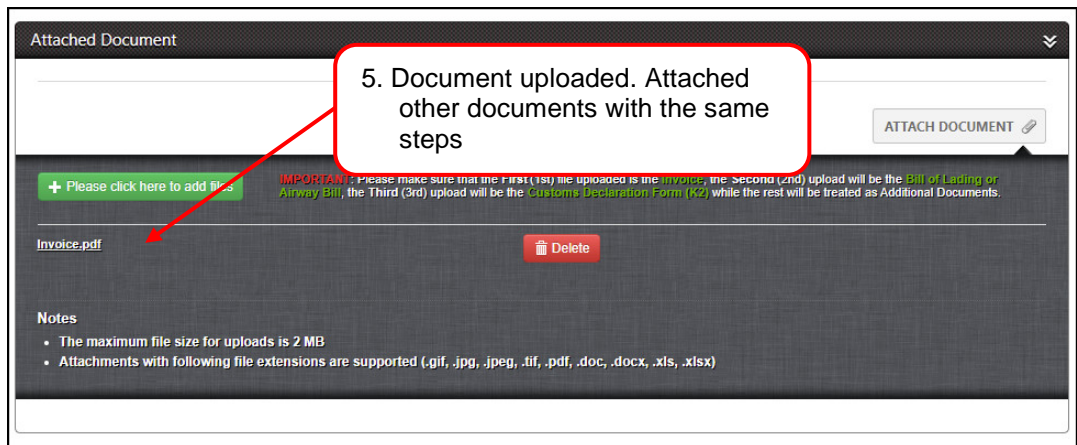 Attached Document
5. Document uploaded. Attached
other documents with the same
steps
ATTACH DOCUMENT
+ Please click here to add files
IMPORTANT: Please make sure that the First (1st) file uploaded is the Invoice, the Second (2nd) upload will be the Bill of Lading or
Airway Bill, the Third (3rd) upload will be the Customs Declaration Form (K2) while the rest will be treated as Additional Documents.
Invoice.pdf
Delete
Notes
• The maximum file size for uploads is 2 MB
• Attachments with following file extensions are supported (.gif, .jpg, .jpeg, .tif, .pdf, .doc, .docx, .xls, .xlsx)